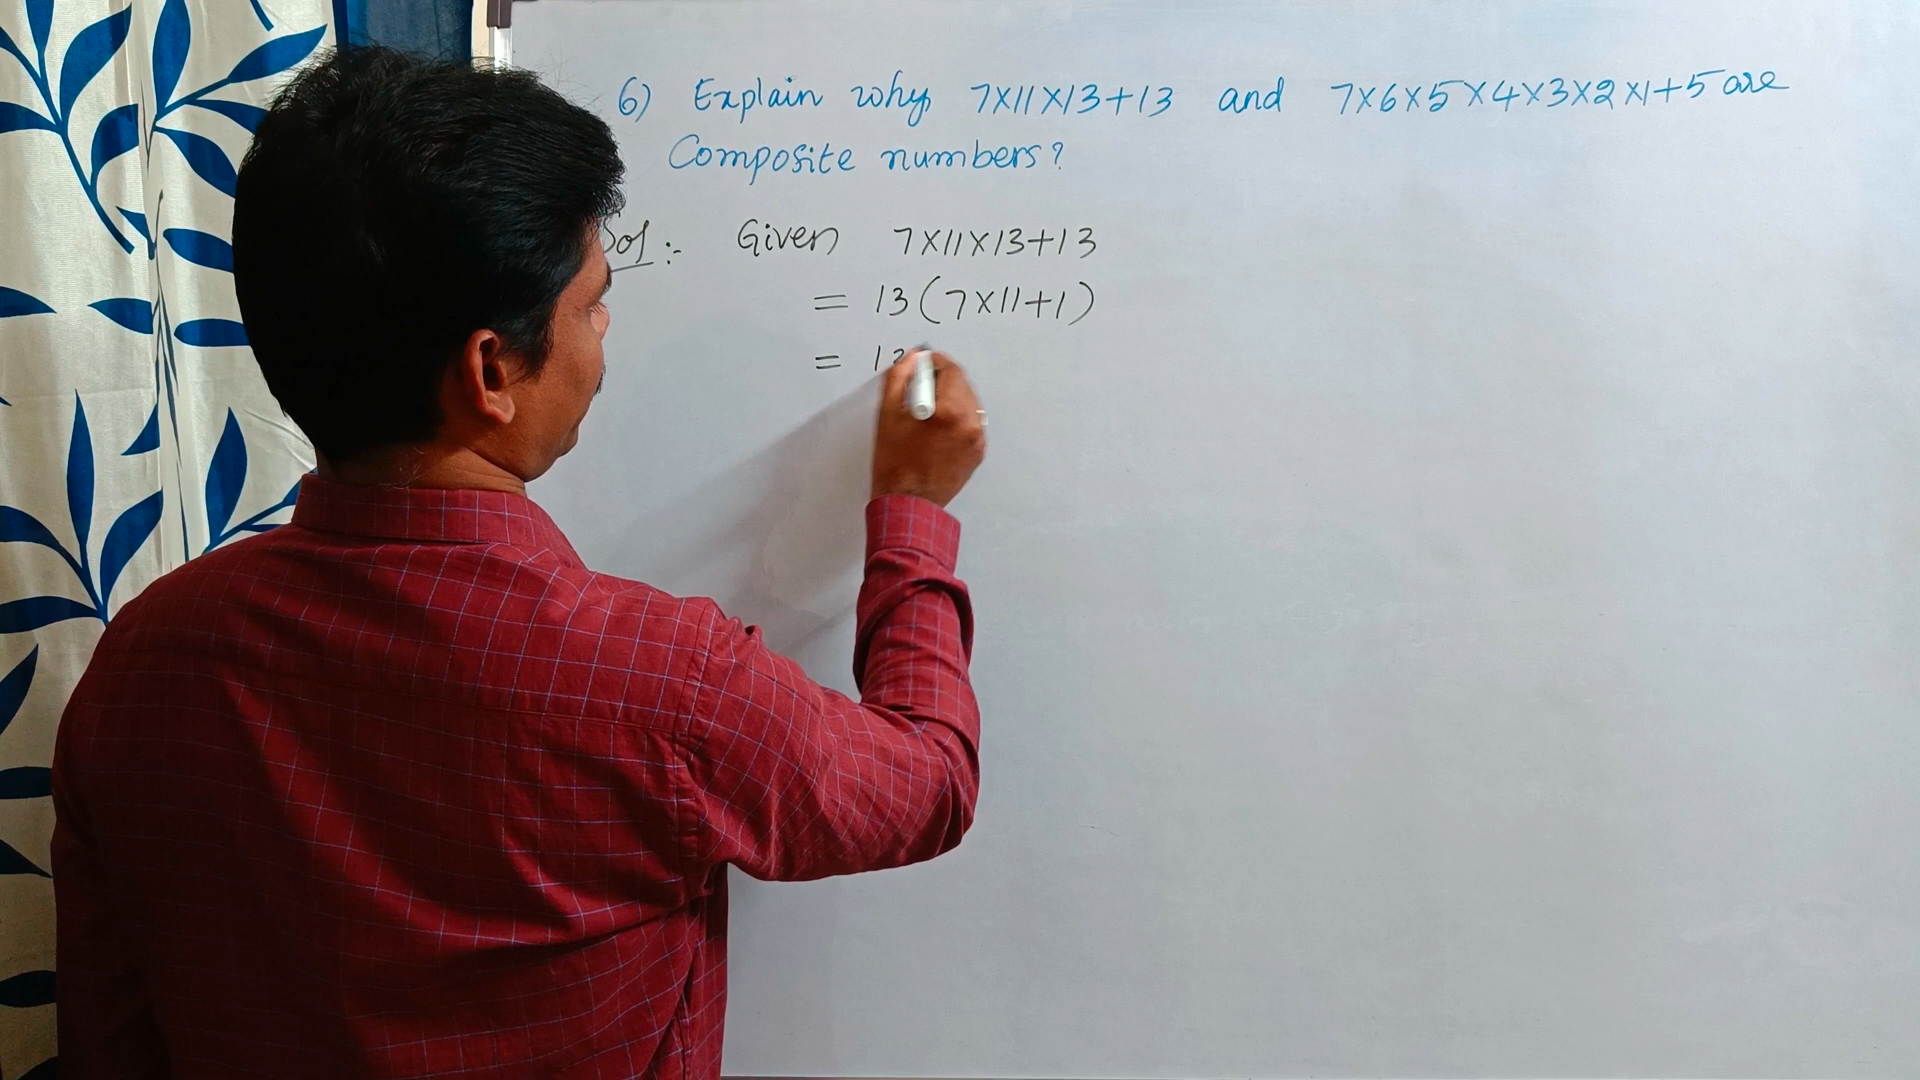 6) Explain why 7×11×13+13 and 7×6×5×4×3×2×1+5 are
Composite numbers?
Sol :- Given 7×11×13+13
= 13(7×11+1)
= 13